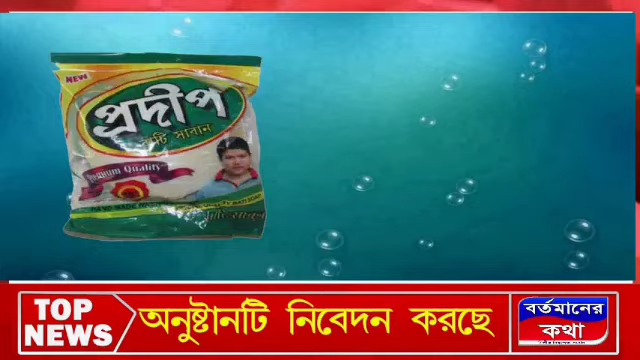 NEW
প্রদীপ
বাটি সাবান
Premium Quality
বাটি সাবান
TOP
NEWS
অনুষ্টানটি নিবেদন করছে
বর্তমানের
কথা